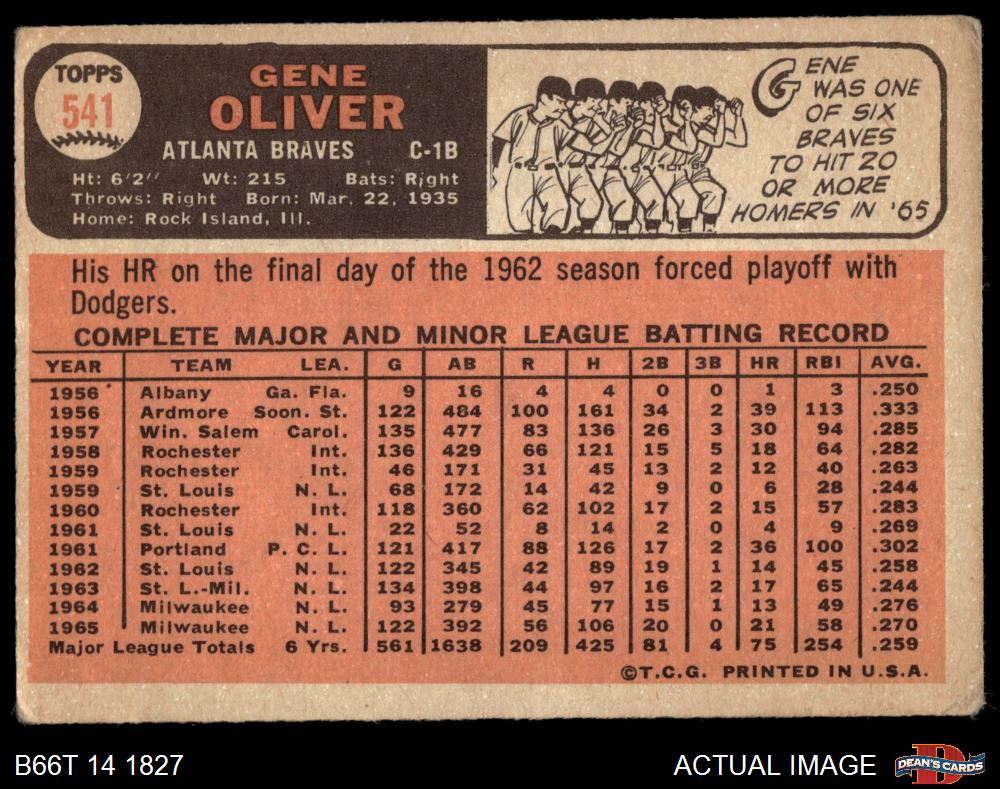 TOPPS
541
GENE
OLIVER
ATLANTA BRAVES C-1B
Ht: 6'2" Wt: 215 Bats: Right
Throws: Right Born: Mar. 22, 1935
Home: Rock Island, Ill.
GENE
WAS ONE
OF SIX
BRAVES
TO HIT 20
OR MORE
HOMERS IN '65
His HR on the final day of the 1962 season forced playoff with
Dodgers.
COMPLETE MAJOR AND MINOR LEAGUE BATTING RECORD
YEAR TEAM LEA. G AB R H 2B 3B HR RBI AVG.
1956 Albany Ga. Fla. 9 16 4 4 0 0 1 3 .250
1956 Ardmore Soon. St. 122 484 100 161 34 2 39 113 .333
1957 Win. Salem Carol. 135 477 83 136 26 3 30 94 .285
1958 Rochester Int. 136 429 66 121 15 5 18 64 .282
1959 Rochester Int. 46 171 31 45 13 2 12 40 .263
1959 St. Louis N. L. 68 172 14 42 9 0 6 28 .244
1960 Rochester Int. 118 360 62 102 17 2 15 57 .283
1961 St. Louis N. L. 22 52 8 14 2 0 4 9 .269
1961 Portland P. C. L. 121 417 88 126 17 2 36 100 .302
1962 St. Louis N. L. 122 345 42 89 19 1 14 45 .258
1963 St. L.-Mil. N. L. 134 398 44 97 16 2 17 65 .244
1964 Milwaukee N. L. 93 279 45 77 15 1 13 49 .276
1965 Milwaukee N. L. 122 392 56 106 20 0 21 58 .270
Major League Totals 6 Yrs. 561 1638 209 425 81 4 75 254 .259
©T.C.G. PRINTED IN U.S.A.
B66T 14 1827 ACTUAL IMAGE DEAN'S CARDS